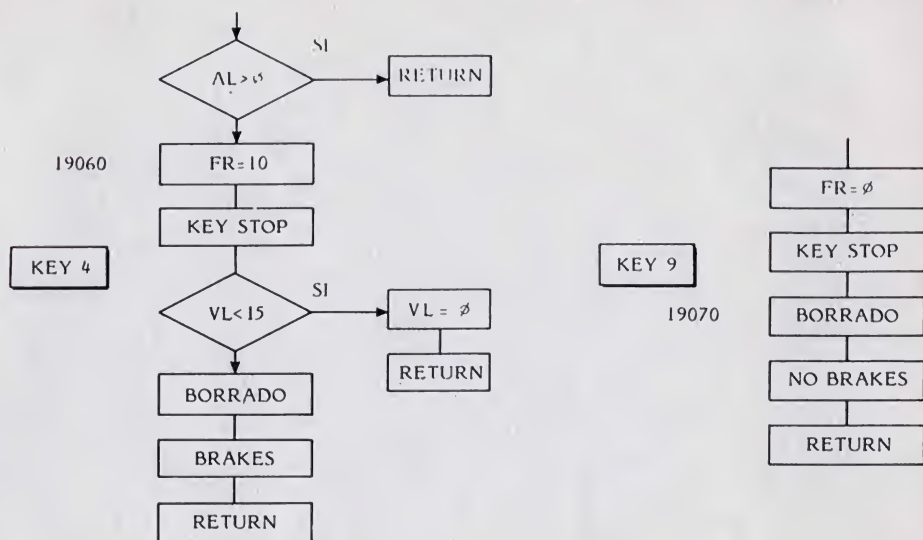 SI
AL > ø
RETURN
19060
FR = 10
KEY STOP
KEY 4
SI
VL < 15
VL = ø
RETURN
BORRADO
BRAKES
RETURN
FR = ø
KEY STOP
KEY 9
19070
BORRADO
NO BRAKES
RETURN